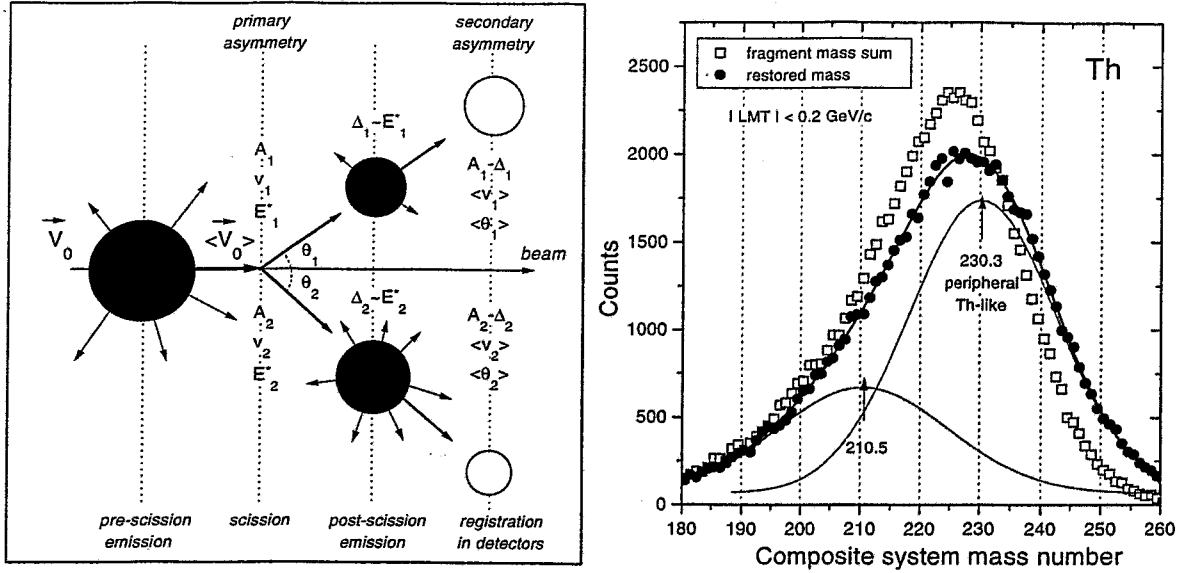 primary
asymmetry
secondary
asymmetry
Δ1~E*1
A1
v1
E*1
A1-Δ1
<v1>
<θ1>
V0
<V0>
θ1
θ2
beam
Δ2~E*2
A2
v2
E*2
A2-Δ2
<v2>
<θ2>
pre-scission
emission
scission
post-scission
emission
registration
in detectors
fragment mass sum
restored mass
Th
| LMT | < 0.2 GeV/c
230.3
peripheral
Th-like
210.5
Counts
2500
2000
1500
1000
500
0
180 190 200 210 220 230 240 250 260
Composite system mass number